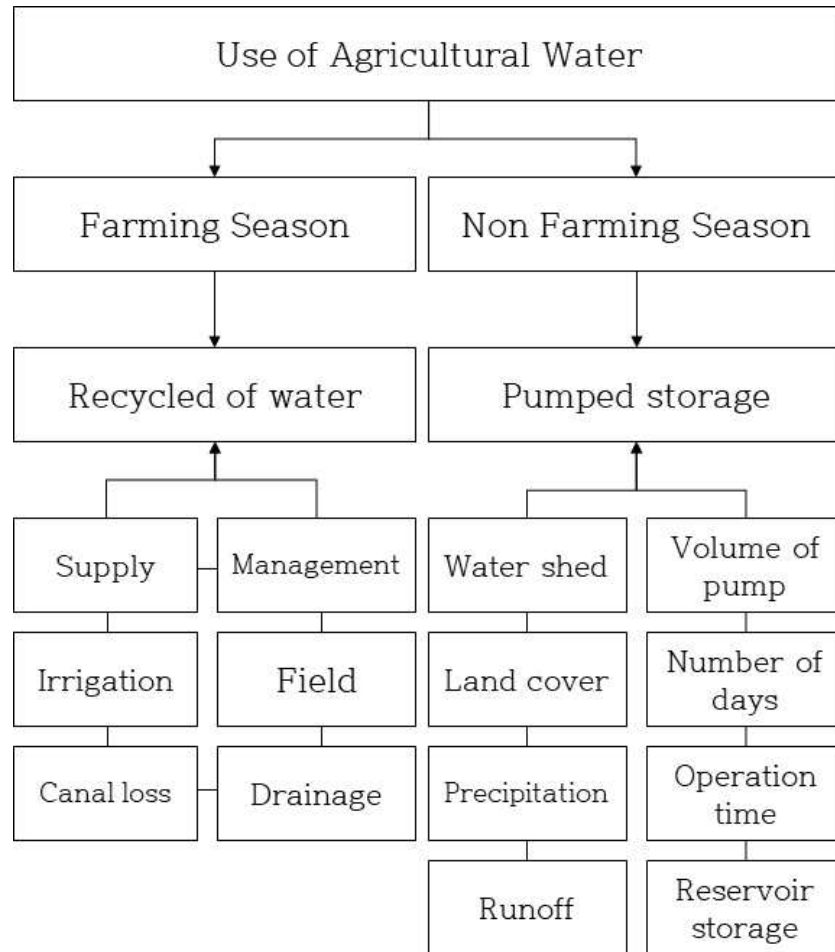 Use of Agricultural Water
Farming Season
Non Farming Season
Recycled of water
Pumped storage
Supply
Management
Water shed
Volume of
pump
Irrigation
Field
Land cover
Number of
days
Canal loss
Drainage
Precipitation
Operation
time
Runoff
Reservoir
storage